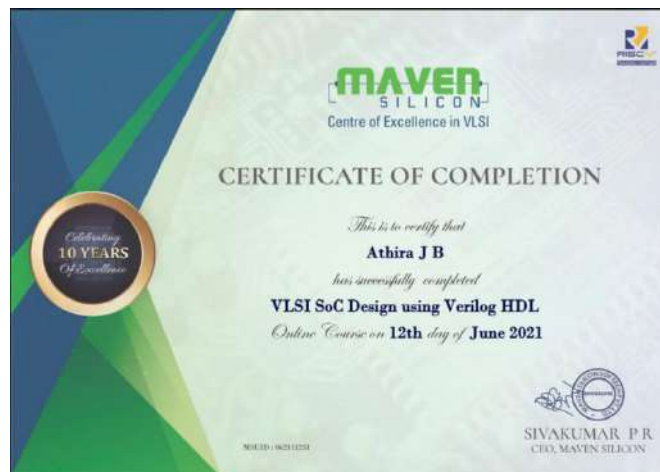 RISC-V
MAVEN
SILICON
Centre of Excellence in VLSI
CERTIFICATE OF COMPLETION
This is to certify that
Athira J B
has successfully completed
VLSI SoC Design using Verilog HDL
Online Course on 12th day of June 2021
Celebrating
10 YEARS
Of Excellence
SIVAKUMAR P R
CEO, MAVEN SILICON